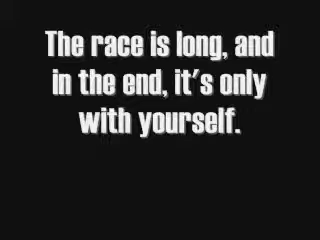 The race is long, and
in the end, it's only
with yourself.